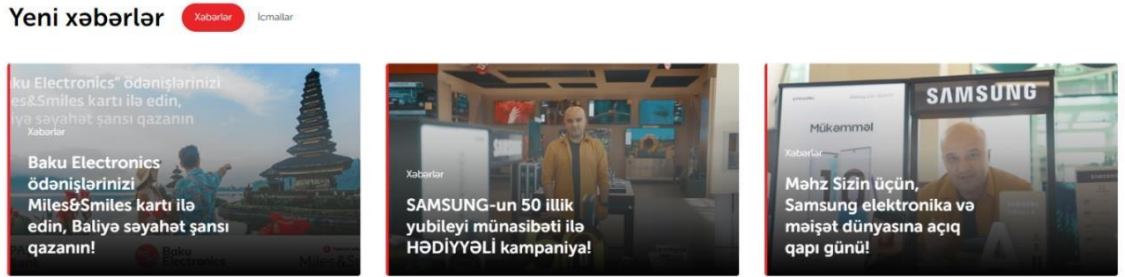 Yeni xəbərlər
Xəbərlər
İcmallar
ku Electronics" ödənişlərinizi
es&Smiles kartı ilə edin,
iyə səyahət şansı qazanın
Xəbərlər
Baku Electronics
ödənişlərinizi
Miles&Smiles kartı ilə
edin, Baliyə səyahət şansı
qazanın!
Baku
Electronics
Miles&S
Xəbərlər
SAMSUNG-un 50 illik
yubileyi münasibəti ilə
HƏDİYYƏLİ kampaniya!
SAMSUNG
Mükəmməl
Xəbərlər
Məhz Sizin üçün,
Samsung elektronika və
məişət dünyasına açıq
qapı günü!